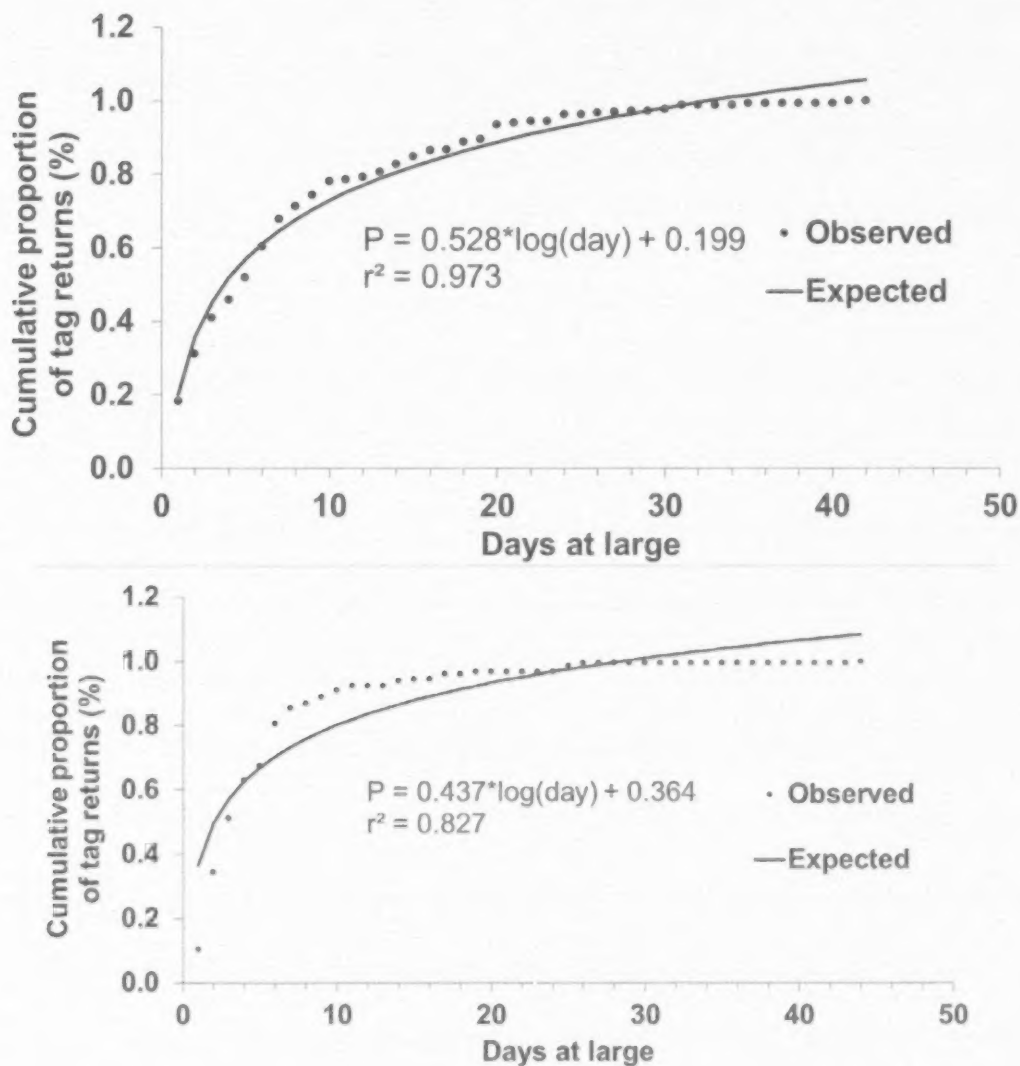 Cumulative proportion
of tag returns (%)
1.2
1.0
0.8
0.6
0.4
0.2
0.0
P = 0.528*log(day) + 0.199
r² = 0.973
Observed
Expected
0 10 20 30 40 50
Days at large
Cumulative proportion
of tag returns (%)
1.2
1.0
0.8
0.6
0.4
0.2
0.0
P = 0.437*log(day) + 0.364
r² = 0.827
Observed
Expected
0 10 20 30 40 50
Days at large